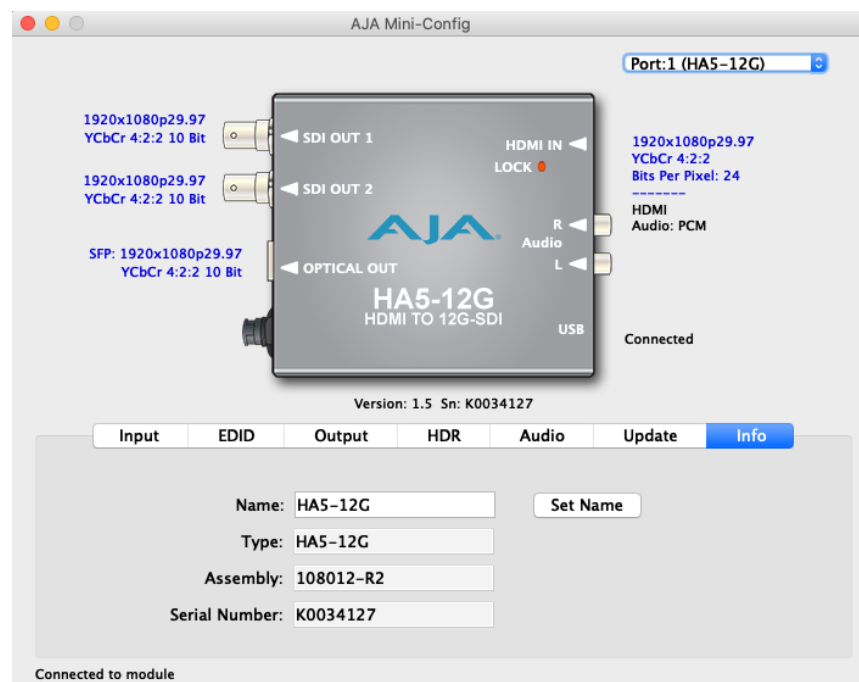 AJA Mini-Config
Port:1 (HA5-12G)
1920x1080p29.97
YCbCr 4:2:2 10 Bit
SDI OUT 1
1920x1080p29.97
YCbCr 4:2:2 10 Bit
SDI OUT 2
SFP: 1920x1080p29.97
YCbCr 4:2:2 10 Bit
OPTICAL OUT
HDMI IN
LOCK
1920x1080p29.97
YCbCr 4:2:2
Bits Per Pixel: 24
-------
HDMI
Audio: PCM
AJA
R
Audio
L
HA5-12G
HDMI TO 12G-SDI
USB
Connected
Version: 1.5 Sn: K0034127
Input EDID Output HDR Audio Update Info
Name: HA5-12G Set Name
Type: HA5-12G
Assembly: 108012-R2
Serial Number: K0034127
Connected to module